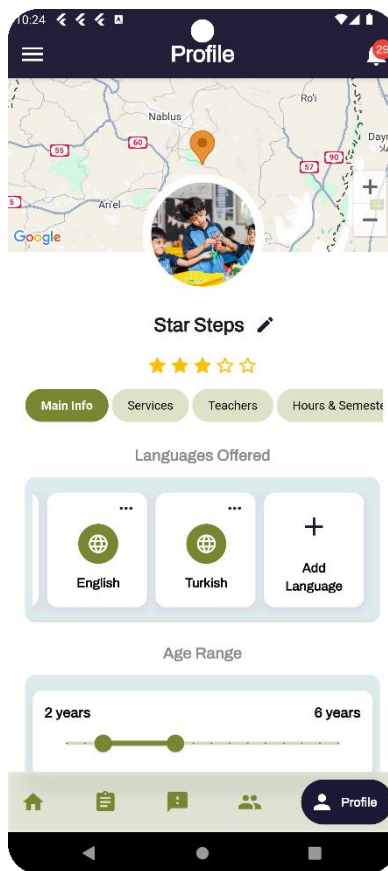 10:24
Profile
29
Nablus
Ro'i
60
55
90
57
Ari'el
5
Google
Star Steps
Main Info Services Teachers Hours & Semeste
Languages Offered
English Turkish Add
Language
Age Range
2 years 6 years
Profile